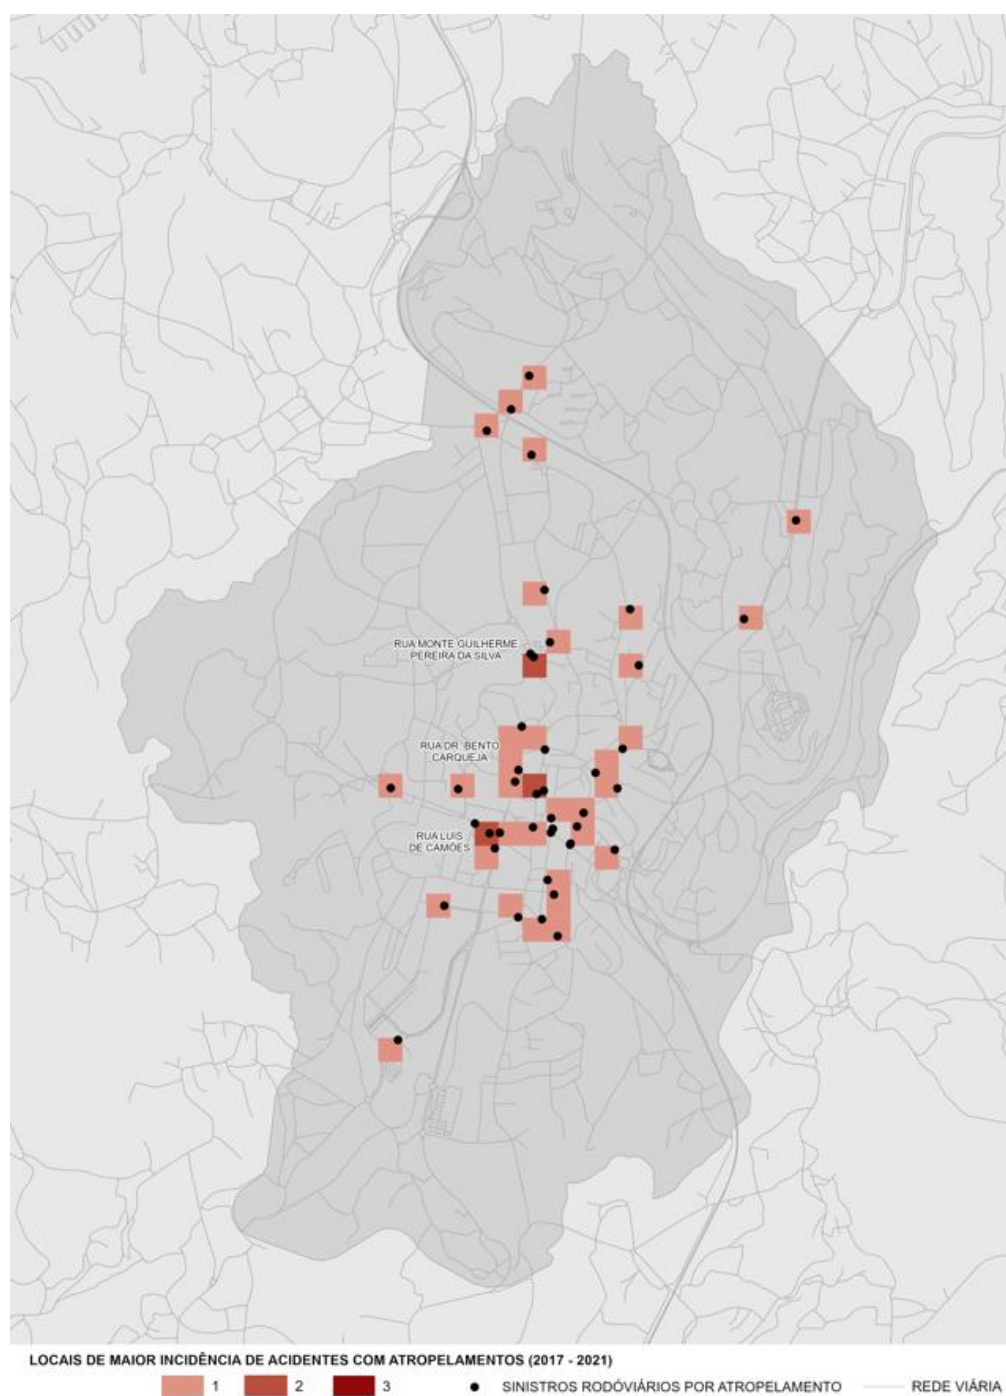 RUA MONTE GUILHERME
PEREIRA DA SILVA
RUA DR. BENTO
CARQUEJA
RUA LUIS
DE CAMÕES
LOCAIS DE MAIOR INCIDÊNCIA DE ACIDENTES COM ATROPELAMENTOS (2017 - 2021)
1 2 3 SINISTROS RODÓVIÁRIOS POR ATROPELAMENTO REDE VIÁRIA